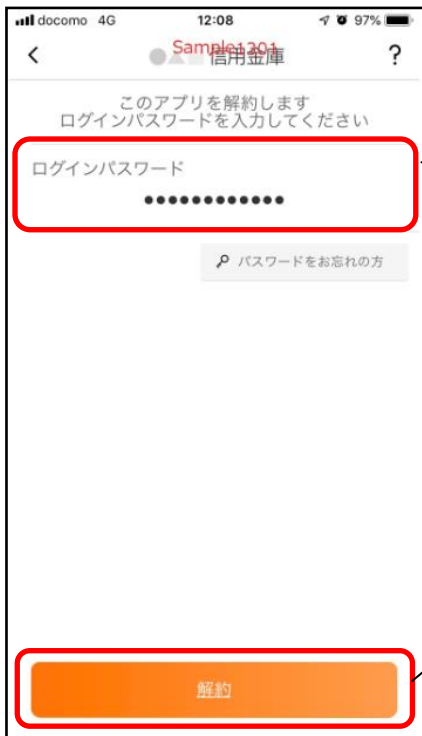 docomo 4G 12:08 97%
Sample1201
信用金庫 ?
このアプリを解約します
ログインパスワードを入力してください
ログインパスワード
●●●●●●●●●●●●
パスワードをお忘れの方
解約